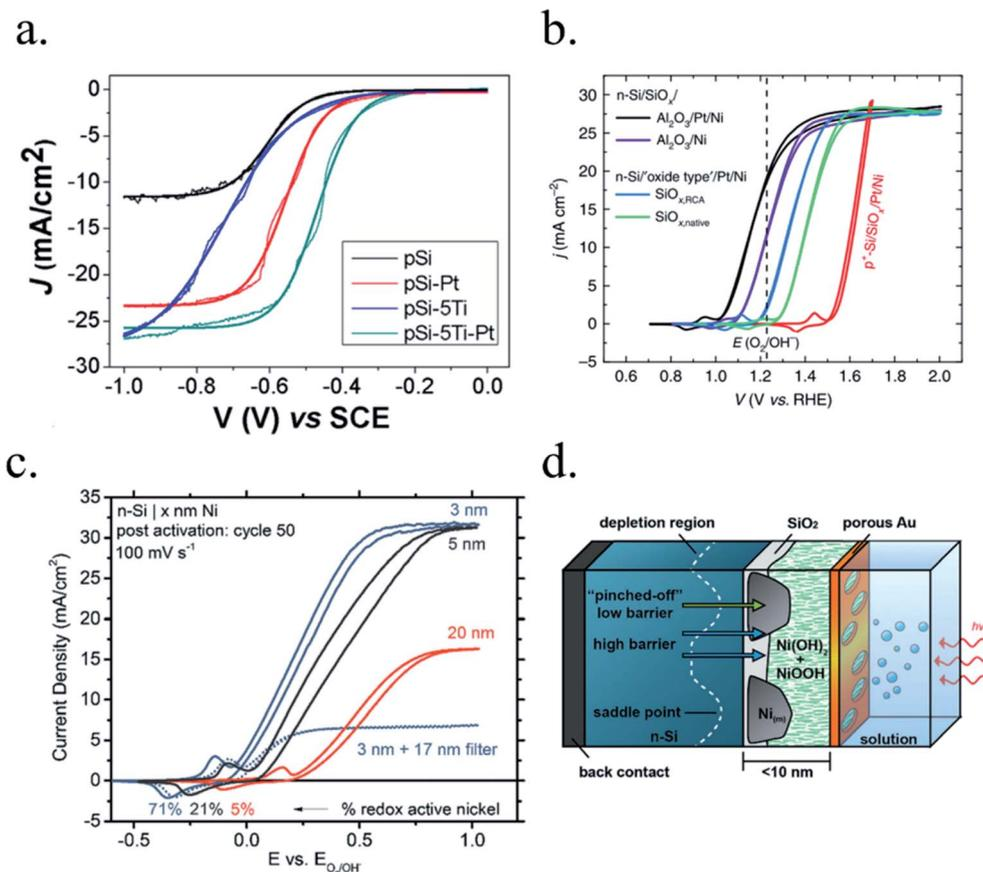 a.
0
-5
-10
-15
-20
-25
-30
J (mA/cm²)
pSi
pSi-Pt
pSi-5Ti
pSi-5Ti-Pt
-1.0 -0.8 -0.6 -0.4 -0.2 0.0
V (V) vs SCE
b.
30
25
20
15
10
5
0
-5
j (mA cm⁻²)
n-Si/SiOₓ/
Al₂O₃/Pt/Ni
Al₂O₃/Ni
n-Si/'oxide type'/Pt/Ni
SiOₓ,RCA
SiOₓ,native
p⁺-Si/SiOₓ/Pt/Ni
E (O₂/OH⁻)
0.6 0.8 1.0 1.2 1.4 1.6 1.8 2.0
V (V vs. RHE)
c.
35
30
25
20
15
10
5
0
-5
Current Density (mA/cm²)
n-Si | x nm Ni
post activation: cycle 50
100 mV s⁻¹
3 nm
5 nm
20 nm
3 nm + 17 nm filter
71% 21% 5% ← % redox active nickel
-0.5 0.0 0.5 1.0
E vs. E O₂/OH⁻
d.
depletion region
SiO₂
porous Au
"pinched-off"
low barrier
high barrier
saddle point
n-Si
Ni(m)
Ni(OH)₂
+
NiOOH
hν
solution
back contact
<10 nm